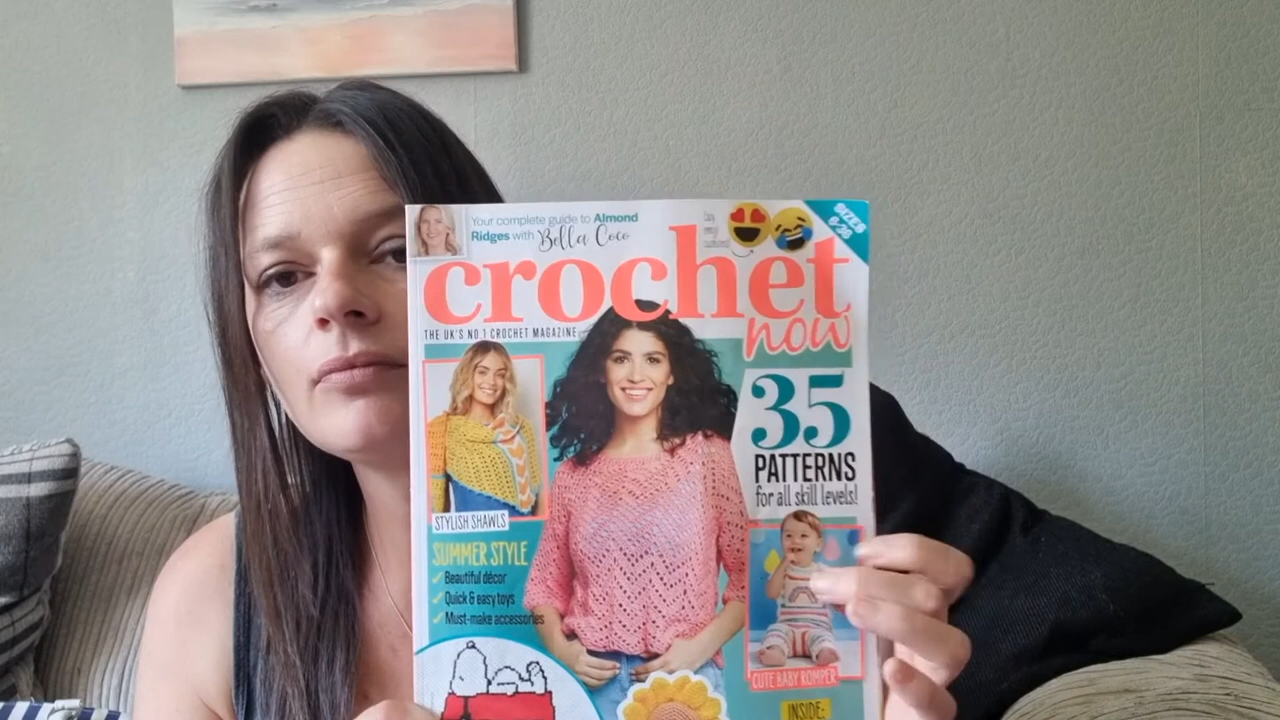 Your complete guide to Almond
Ridges with Bella Coco
SIZES
6-36
crochet
now
THE UK'S NO.1 CROCHET MAGAZINE
35
PATTERNS
for all skill levels!
STYLISH SHAWLS
SUMMER STYLE
✓ Beautiful décor
✓ Quick & easy toys
✓ Must-make accessories
CUTE BABY ROMPER
INSIDE: